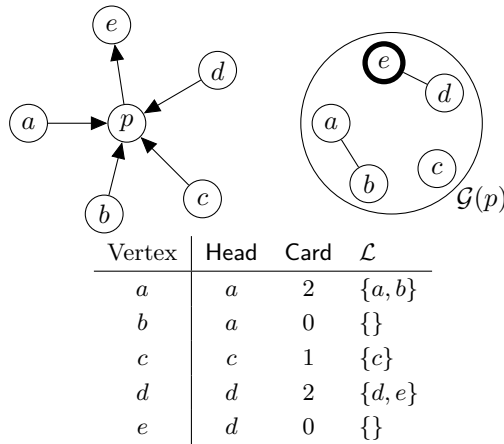 e
d
a
p
b
c
e
d
a
b
c
G(p)
Vertex Head Card L
a a 2 {a, b}
b a 0 {}
c c 1 {c}
d d 2 {d, e}
e d 0 {}